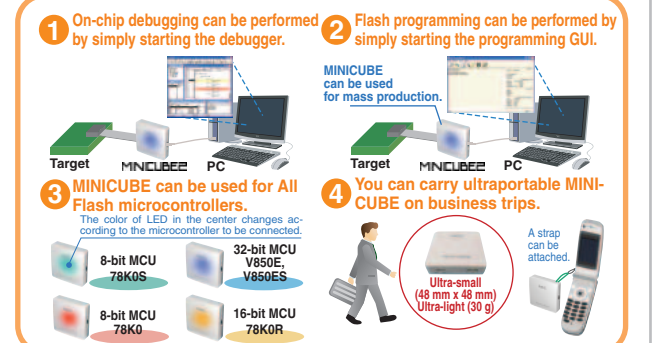 1 On-chip debugging can be performed
by simply starting the debugger.
Target
MINICUBE2
PC
2 Flash programming can be performed by
simply starting the programming GUI.
MINICUBE
can be used
for mass production.
Target
MINICUBE2
PC
3 MINICUBE can be used for All
Flash microcontrollers.
The color of LED in the center changes ac-
cording to the microcontroller to be connected.
8-bit MCU
78K0S
32-bit MCU
V850E,
V850ES
8-bit MCU
78K0
16-bit MCU
78K0R
4 You can carry ultraportable MINI-
CUBE on business trips.
Ultra-small
(48 mm x 48 mm)
Ultra-light (30 g)
A strap
can be
attached.